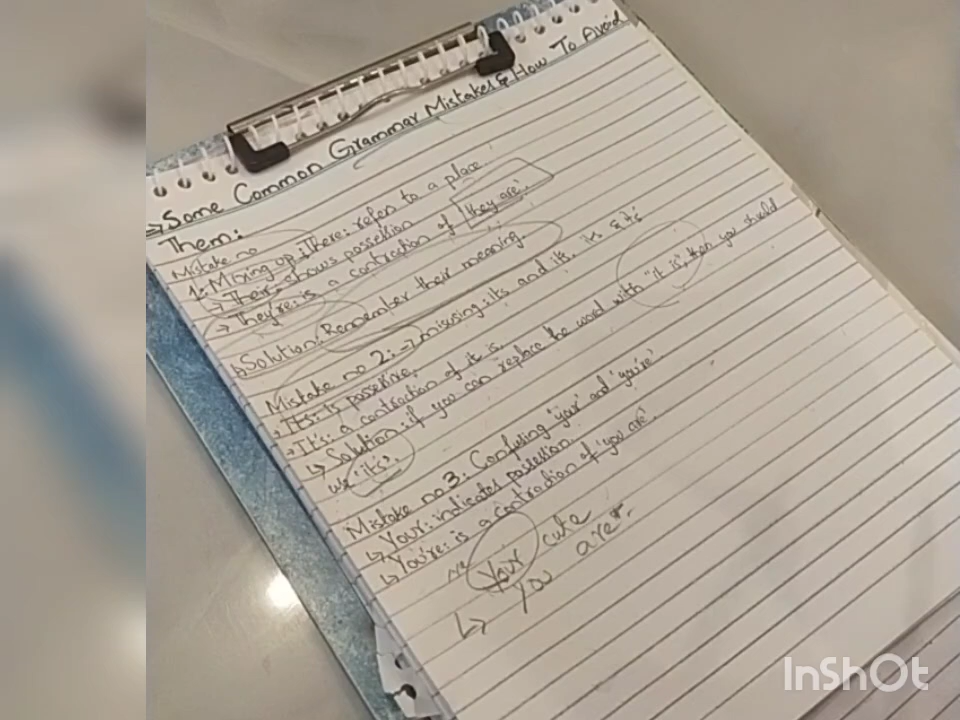 ⇒ Some Common Grammar Mistakes & How To Avoid
Them:
Mistake no
1: Mixing up: There: refers to a place.
→ Their: shows possession
→ They're: is a contraction of 'they are'.
↳ Solution: Remember their meaning.
Mistake no 2: → misusing: its and it's. its & it's
→ Its: is possessive.
→ It's: a contraction of it is.
↳ Solution: if you can replace the word with "it is", then you should
use "it's".
Mistake no 3: Confusing 'your' and 'you're'.
↳ Your: indicates possession.
↳ You're: is a contraction of 'you are'.
Your cute
↳ you are
InShOt